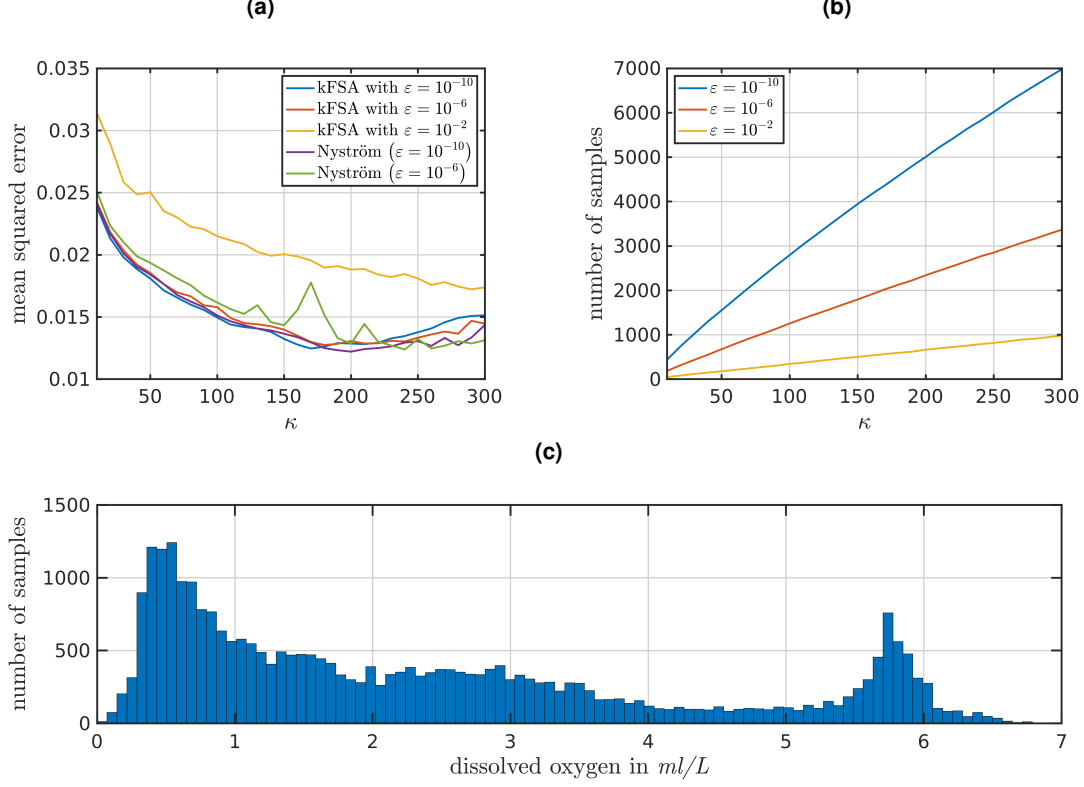 (a)
(b)
0.035
0.03
0.025
0.02
0.015
0.01
mean squared error
kFSA with ε = 10⁻¹⁰
kFSA with ε = 10⁻⁶
kFSA with ε = 10⁻²
Nyström (ε = 10⁻¹⁰)
Nyström (ε = 10⁻⁶)
50 100 150 200 250 300
κ
7000
6000
5000
4000
3000
2000
1000
0
number of samples
ε = 10⁻¹⁰
ε = 10⁻⁶
ε = 10⁻²
50 100 150 200 250 300
κ
(c)
1500
1000
500
0
number of samples
0 1 2 3 4 5 6 7
dissolved oxygen in ml/L